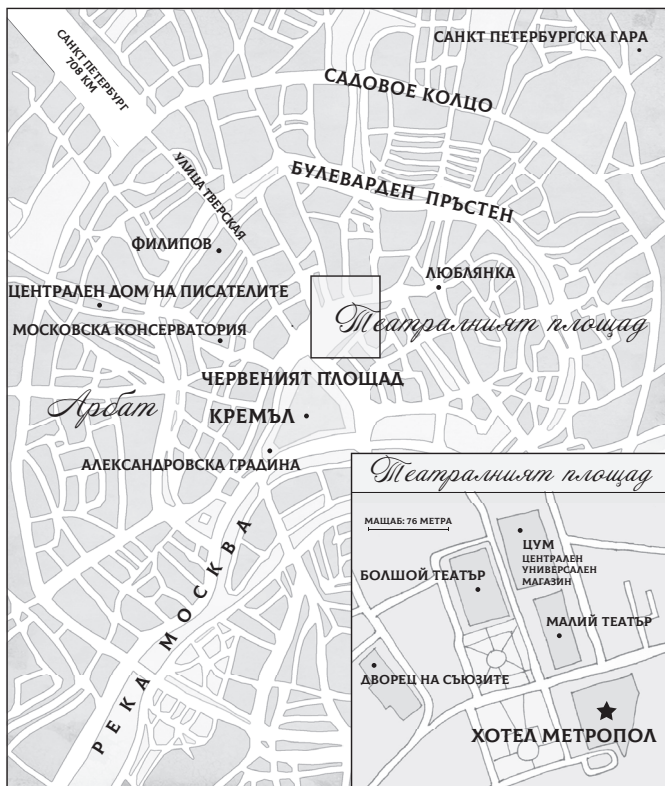 САНКТ ПЕТЕРБУРГСКА ГАРА
САНКТ ПЕТЕРБУРГ
708 КМ
САДОВОЕ КОЛЦО
УЛИЦА ТВЕРСКАЯ
БУЛЕВАРДЕН ПРЪСТЕН
ФИЛИПОВ
ЛЮБЛЯНКА
ЦЕНТРАЛЕН ДОМ НА ПИСАТЕЛИТЕ
Театралният площад
МОСКОВСКА КОНСЕРВАТОРИЯ
ЧЕРВЕНИЯТ ПЛОЩАД
Арбат
КРЕМЪЛ
АЛЕКСАНДРОВСКА ГРАДИНА
РЕКА МОСКВА
Театралният площад
МАЩАБ: 76 МЕТРА
ЦУМ
ЦЕНТРАЛЕН
УНИВЕРСАЛЕН
МАГАЗИН
БОЛШОЙ ТЕАТЪР
МАЛИЙ ТЕАТЪР
ДВОРЕЦ НА СЪЮЗИТЕ
ХОТЕЛ МЕТРОПОЛ